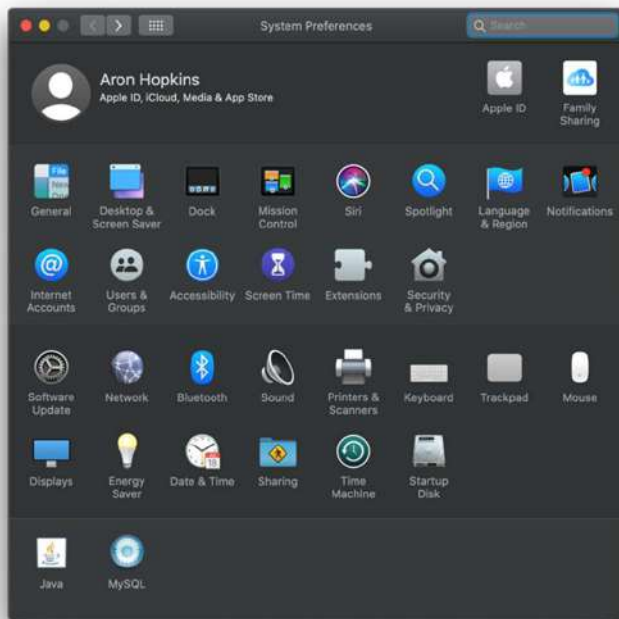 System Preferences
Search
Aron Hopkins
Apple ID, iCloud, Media & App Store
Apple ID
Family
Sharing
File
New
General
Desktop &
Screen Saver
Dock
Mission
Control
Siri
Spotlight
Language
& Region
Notifications
Internet
Accounts
Users &
Groups
Accessibility
Screen Time
Extensions
Security
& Privacy
Software
Update
Network
Bluetooth
Sound
Printers &
Scanners
Keyboard
Trackpad
Mouse
Displays
Energy
Saver
18
Date & Time
Sharing
Time
Machine
Startup
Disk
Java
MySQL